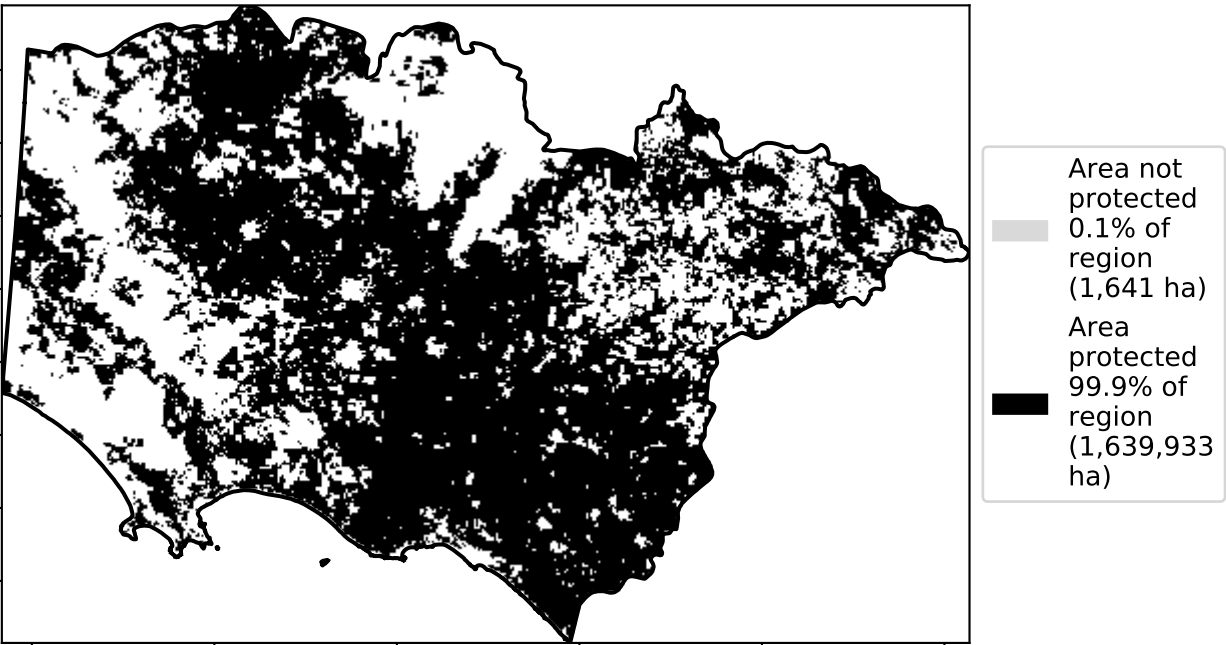 Area not
protected
0.1% of
region
(1,641 ha)
Area
protected
99.9% of
region
(1,639,933
ha)